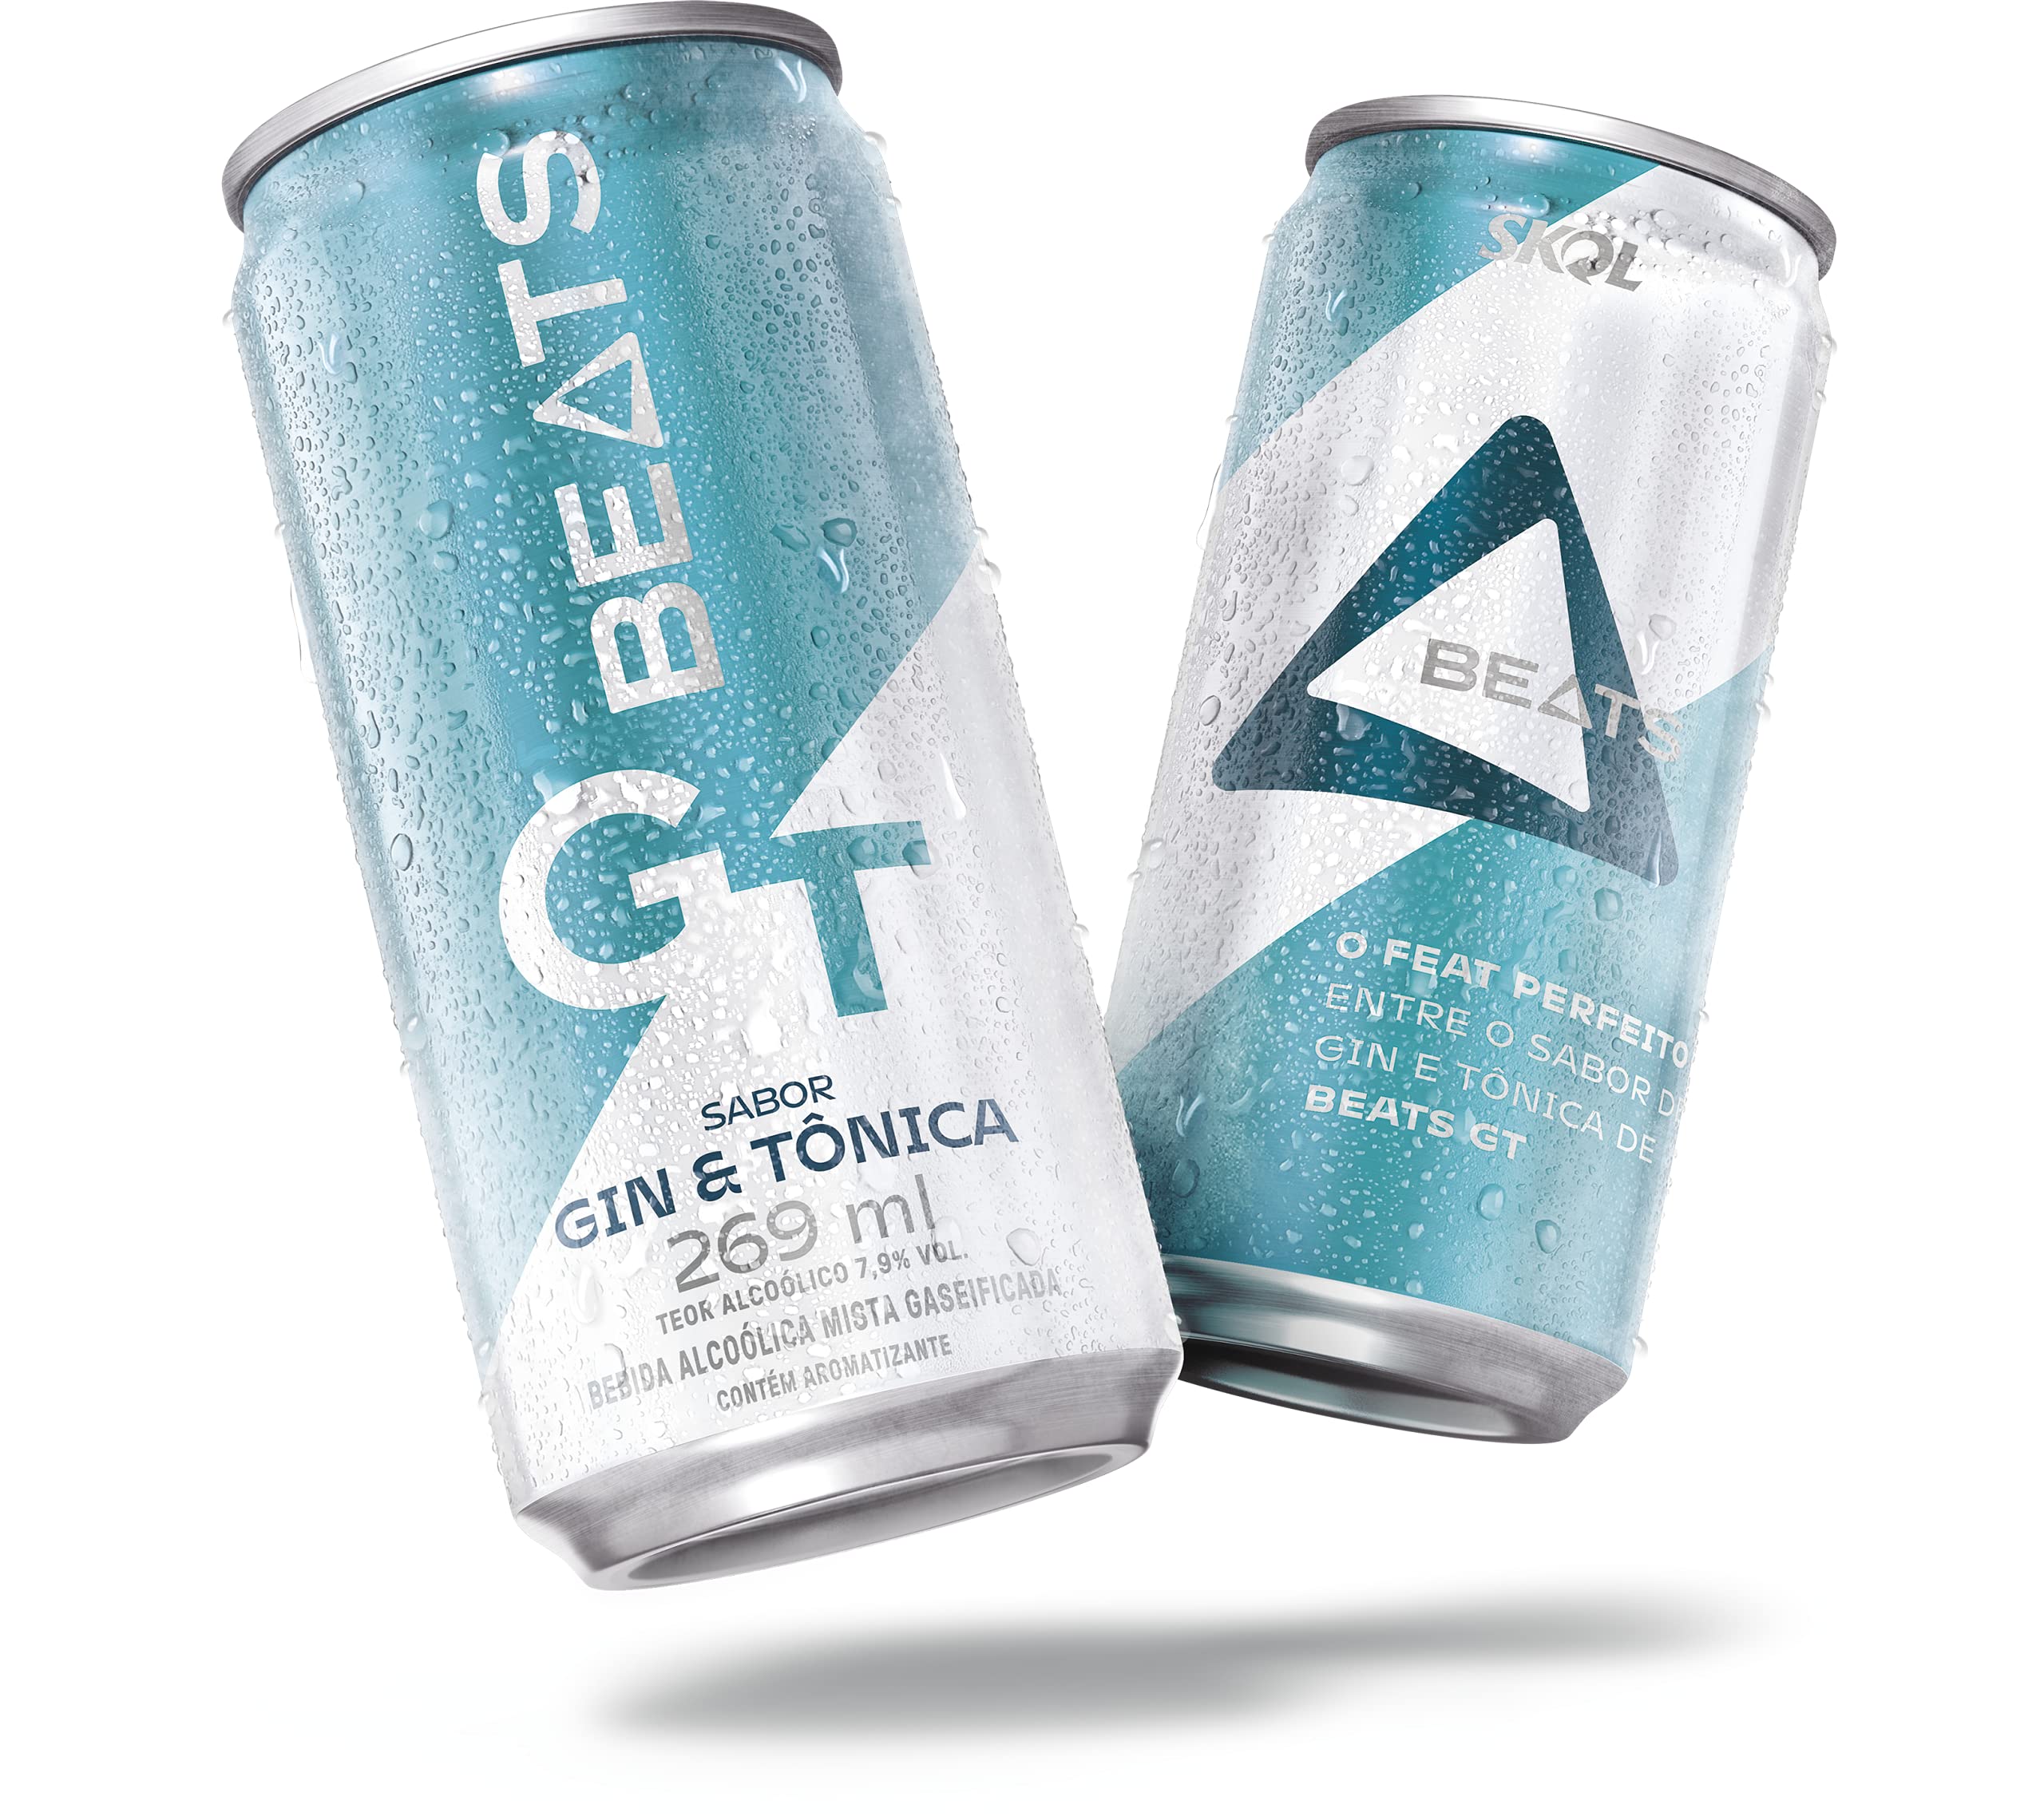 BEATS
GT
SABOR
GIN & TÔNICA
269 ml
TEOR ALCOÓLICO 7,9% VOL.
BEBIDA ALCOÓLICA MISTA GASEIFICADA
CONTÉM AROMATIZANTE
SKOL
BEATS
O FEAT PERFEITO
ENTRE O SABOR D
GIN E TÔNICA DE
BEATS GT